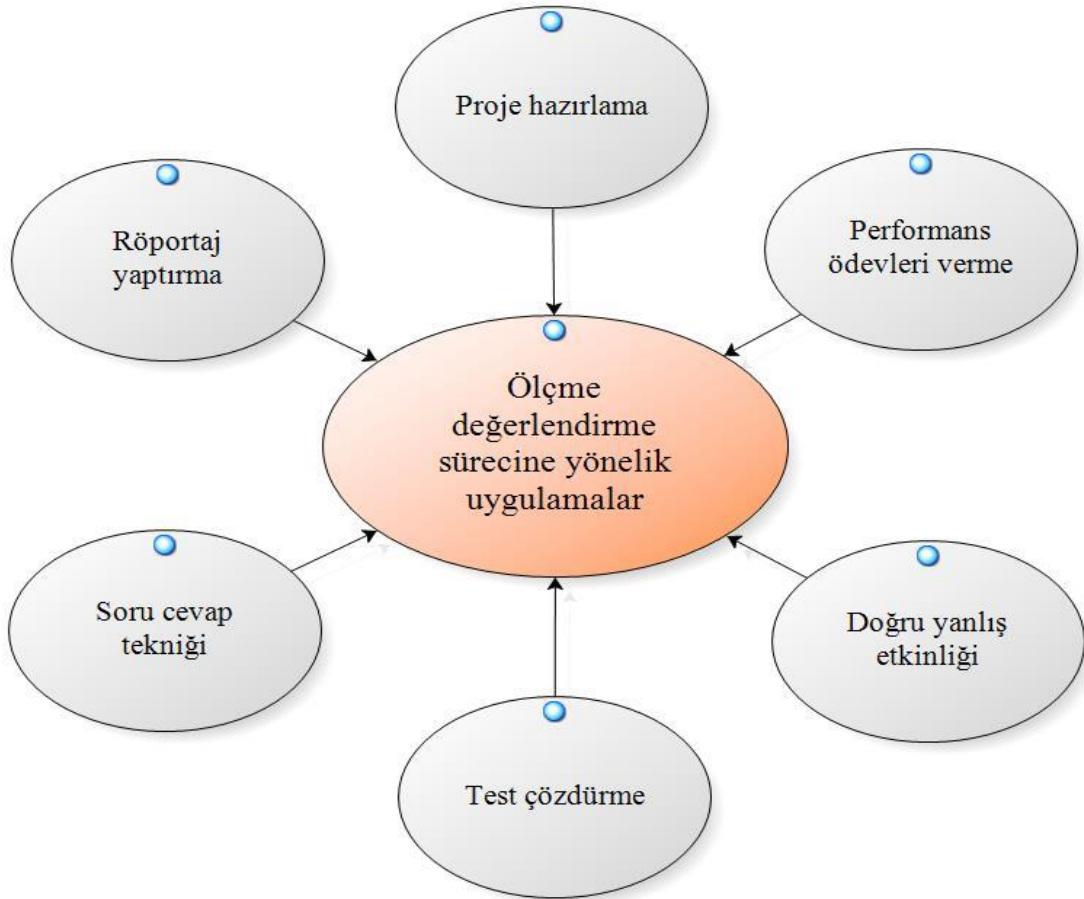 Proje hazırlama
Röportaj
yaptırma
Performans
ödevleri verme
Ölçme
değerlendirme
sürecine yönelik
uygulamalar
Soru cevap
tekniği
Doğru yanlış
etkinliği
Test çözdürme